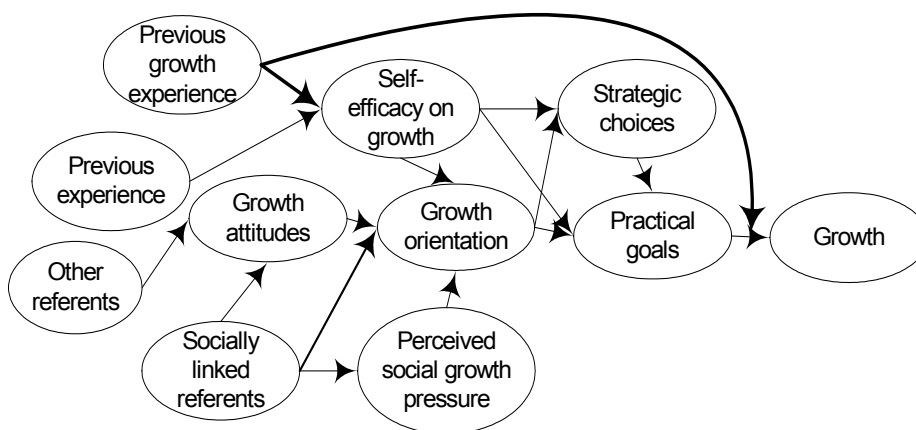 Previous
growth
experience
Self-
efficacy on
growth
Strategic
choices
Previous
experience
Growth
attitudes
Growth
orientation
Practical
goals
Growth
Other
referents
Socially
linked
referents
Perceived
social growth
pressure